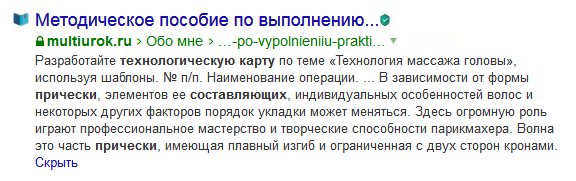 Методическое пособие по выполнению...
multiurok.ru › Обо мне › ...-po-vypolnieniiu-prakti...
Разработайте технологическую карту по теме «Технология массажа головы»,
используя шаблоны. № п/п. Наименование операции. ... В зависимости от формы
прически, элементов ее составляющих, индивидуальных особенностей волос и
некоторых других факторов порядок укладки может меняться. Здесь огромную роль
играют профессиональное мастерство и творческие способности парикмахера. Волна
это часть прически, имеющая плавный изгиб и ограниченная с двух сторон кронами.
Скрыть